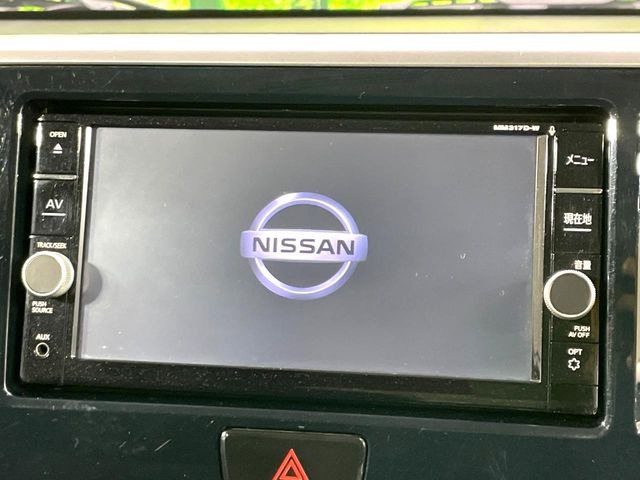 MM317D-W
OPEN
AV
TRACK/SEEK
PUSH
SOURCE
AUX
NISSAN
メニュー
現在地
音量
PUSH
AV OFF
OPT